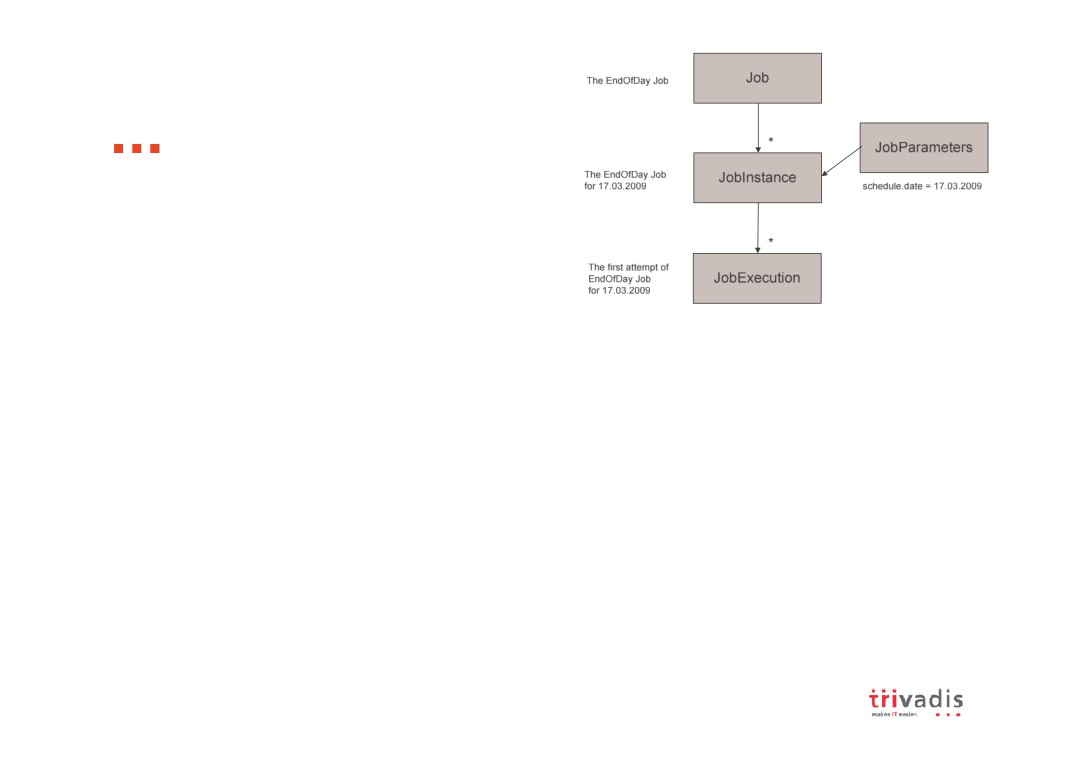 The EndOfDay Job
Job
*
JobParameters
The EndOfDay Job
for 17.03.2009
JobInstance
schedule.date = 17.03.2009
*
The first attempt of
EndOfDay Job
for 17.03.2009
JobExecution
trivadis
makes IT easier.